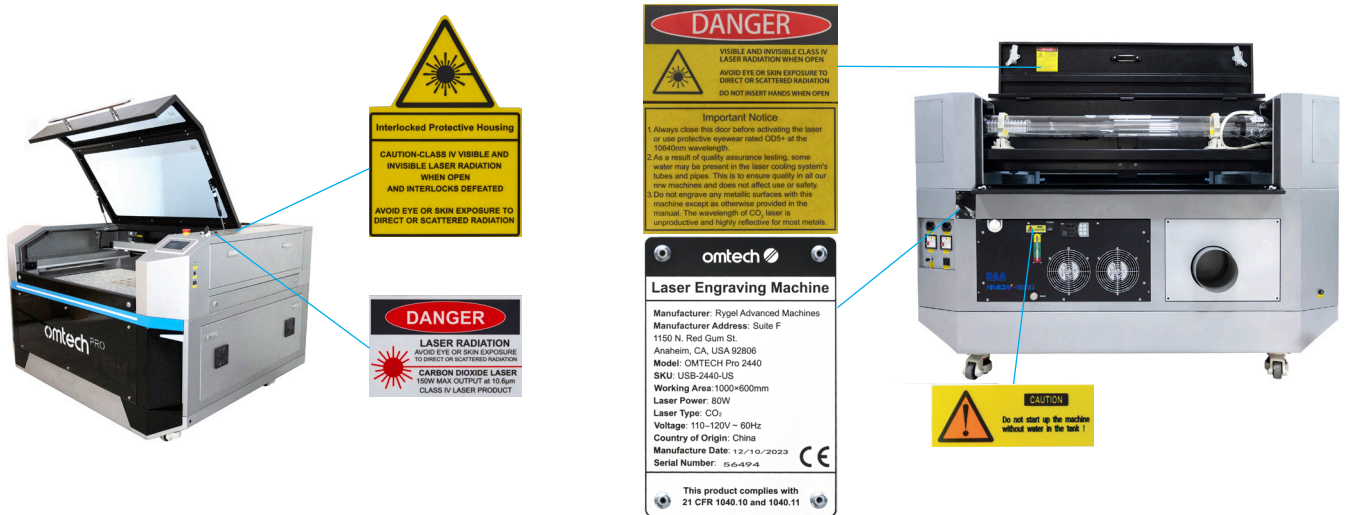 Interlocked Protective Housing
CAUTION-CLASS IV VISIBLE AND
INVISIBLE LASER RADIATION
WHEN OPEN
AND INTERLOCKS DEFEATED
AVOID EYE OR SKIN EXPOSURE TO
DIRECT OR SCATTERED RADIATION
omtech PRO
DANGER
LASER RADIATION
AVOID EYE OR SKIN EXPOSURE
TO DIRECT OR SCATTERED RADIATION
CARBON DIOXIDE LASER
150W MAX OUTPUT at 10.6μm
CLASS IV LASER PRODUCT
DANGER
VISIBLE AND INVISIBLE CLASS IV
LASER RADIATION WHEN OPEN
AVOID EYE OR SKIN EXPOSURE TO
DIRECT OR SCATTERED RADIATION
DO NOT INSERT HANDS WHEN OPEN
Important Notice
1.Always close this door before activating the laser
or use protective eyewear rated OD5+ at the
10640nm wavelength.
2.As a result of quality assurance testing, some
water may be present in the laser cooling system's
tubes and pipes. This is to ensure quality in all our
nrw machines and does not affect use or safety.
3.Do not engrave any metallic surfaces with this
machine except as otherwise provided in the
manual. The wavelength of CO₂ laser is
unproductive and highly reflective for most metals.
omtech
Laser Engraving Machine
Manufacturer: Rygel Advanced Machines
Manufacturer Address: Suite F
1150 N. Red Gum St.
Anaheim, CA, USA 92806
Model: OMTECH Pro 2440
SKU: USB-2440-US
Working Area:1000×600mm
Laser Power: 80W
Laser Type: CO₂
Voltage: 110–120V ~ 60Hz
Country of Origin: China
Manufacture Date: 12/10/2023
Serial Number: 56494
CE
This product complies with
21 CFR 1040.10 and 1040.11
S&A
CAUTION
Do not start up the machine
without water in the tank !